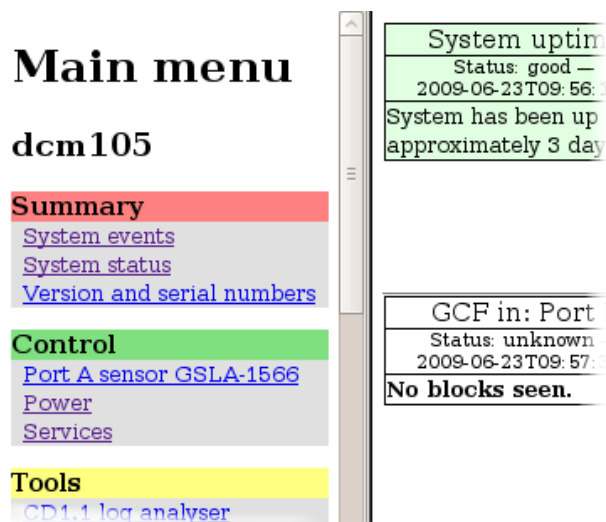 Main menu
dcm105
Summary
System events
System status
Version and serial numbers
Control
Port A sensor GSLA-1566
Power
Services
Tools
CD1.1 log analyser
System uptim
Status: good —
2009-06-23T09:56:
System has been up
approximately 3 day
GCF in: Port
Status: unknown
2009-06-23T09:57:
No blocks seen.